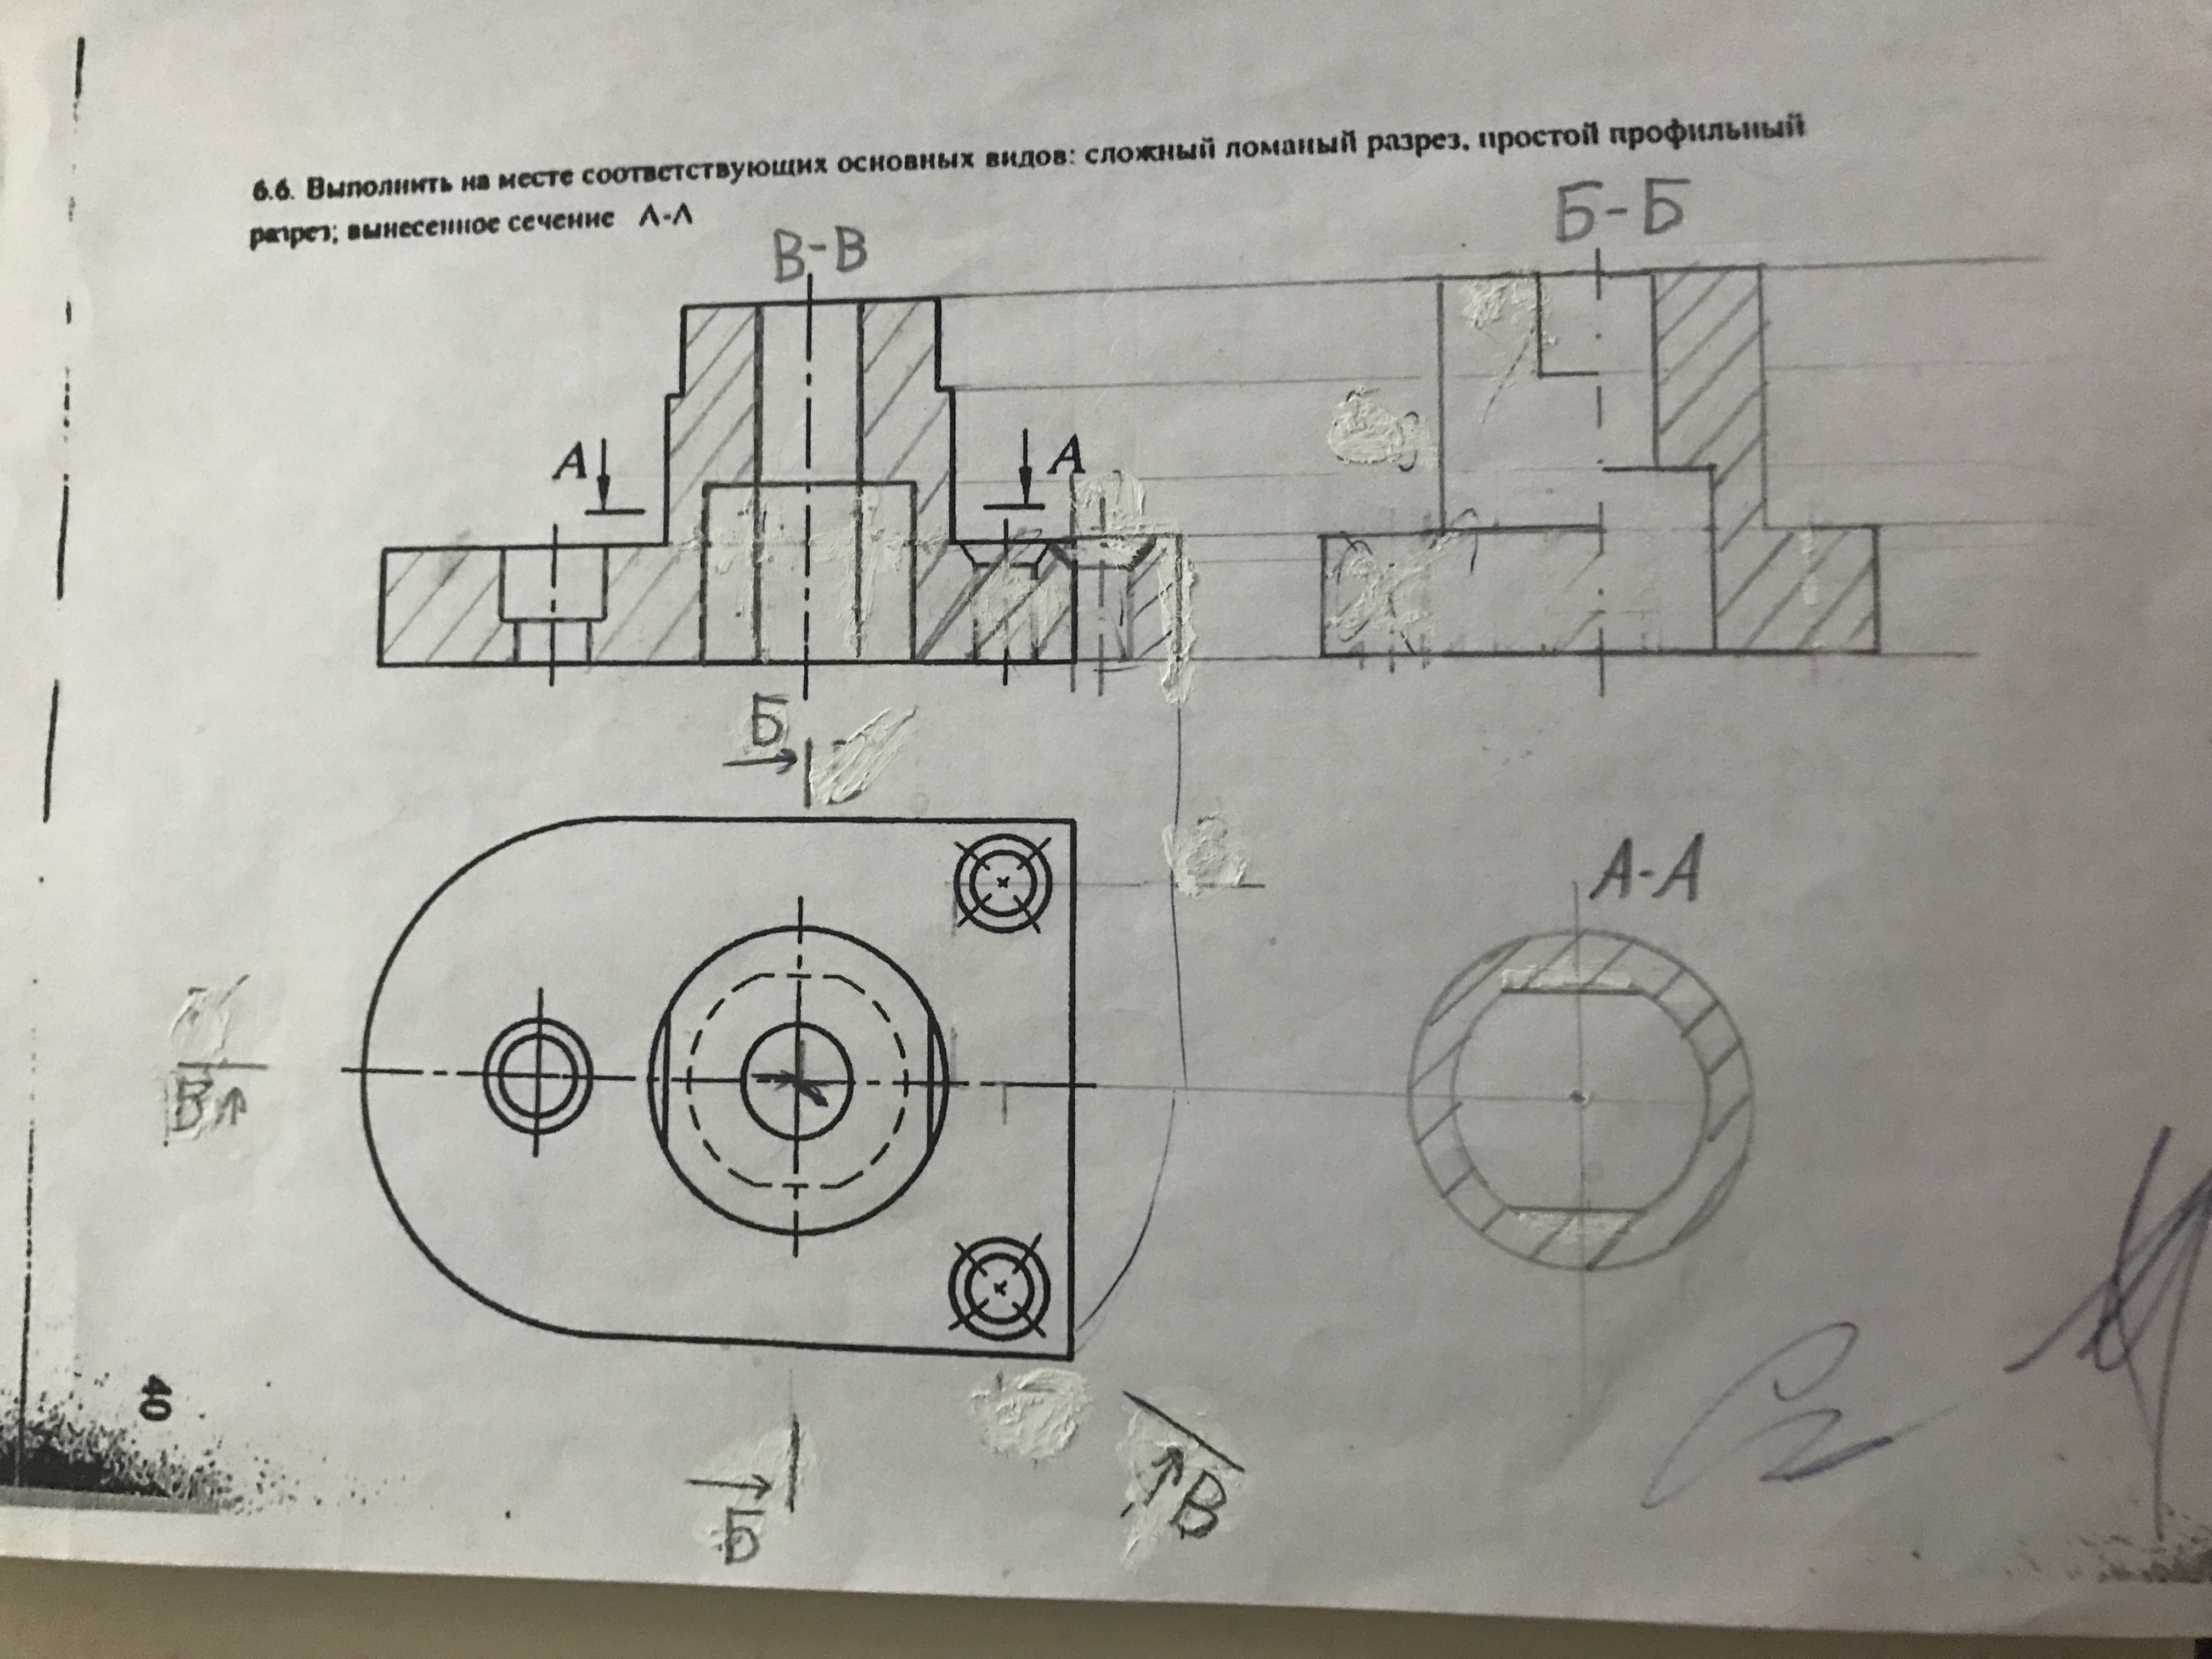 6.6. Выполнить на месте соответствующих основных видов: сложный ломаный разрез, простой профильный
разрез; вынесенное сечение А-А
В-В
Б-Б
А
А
Б
А-А
В
Б
В
40